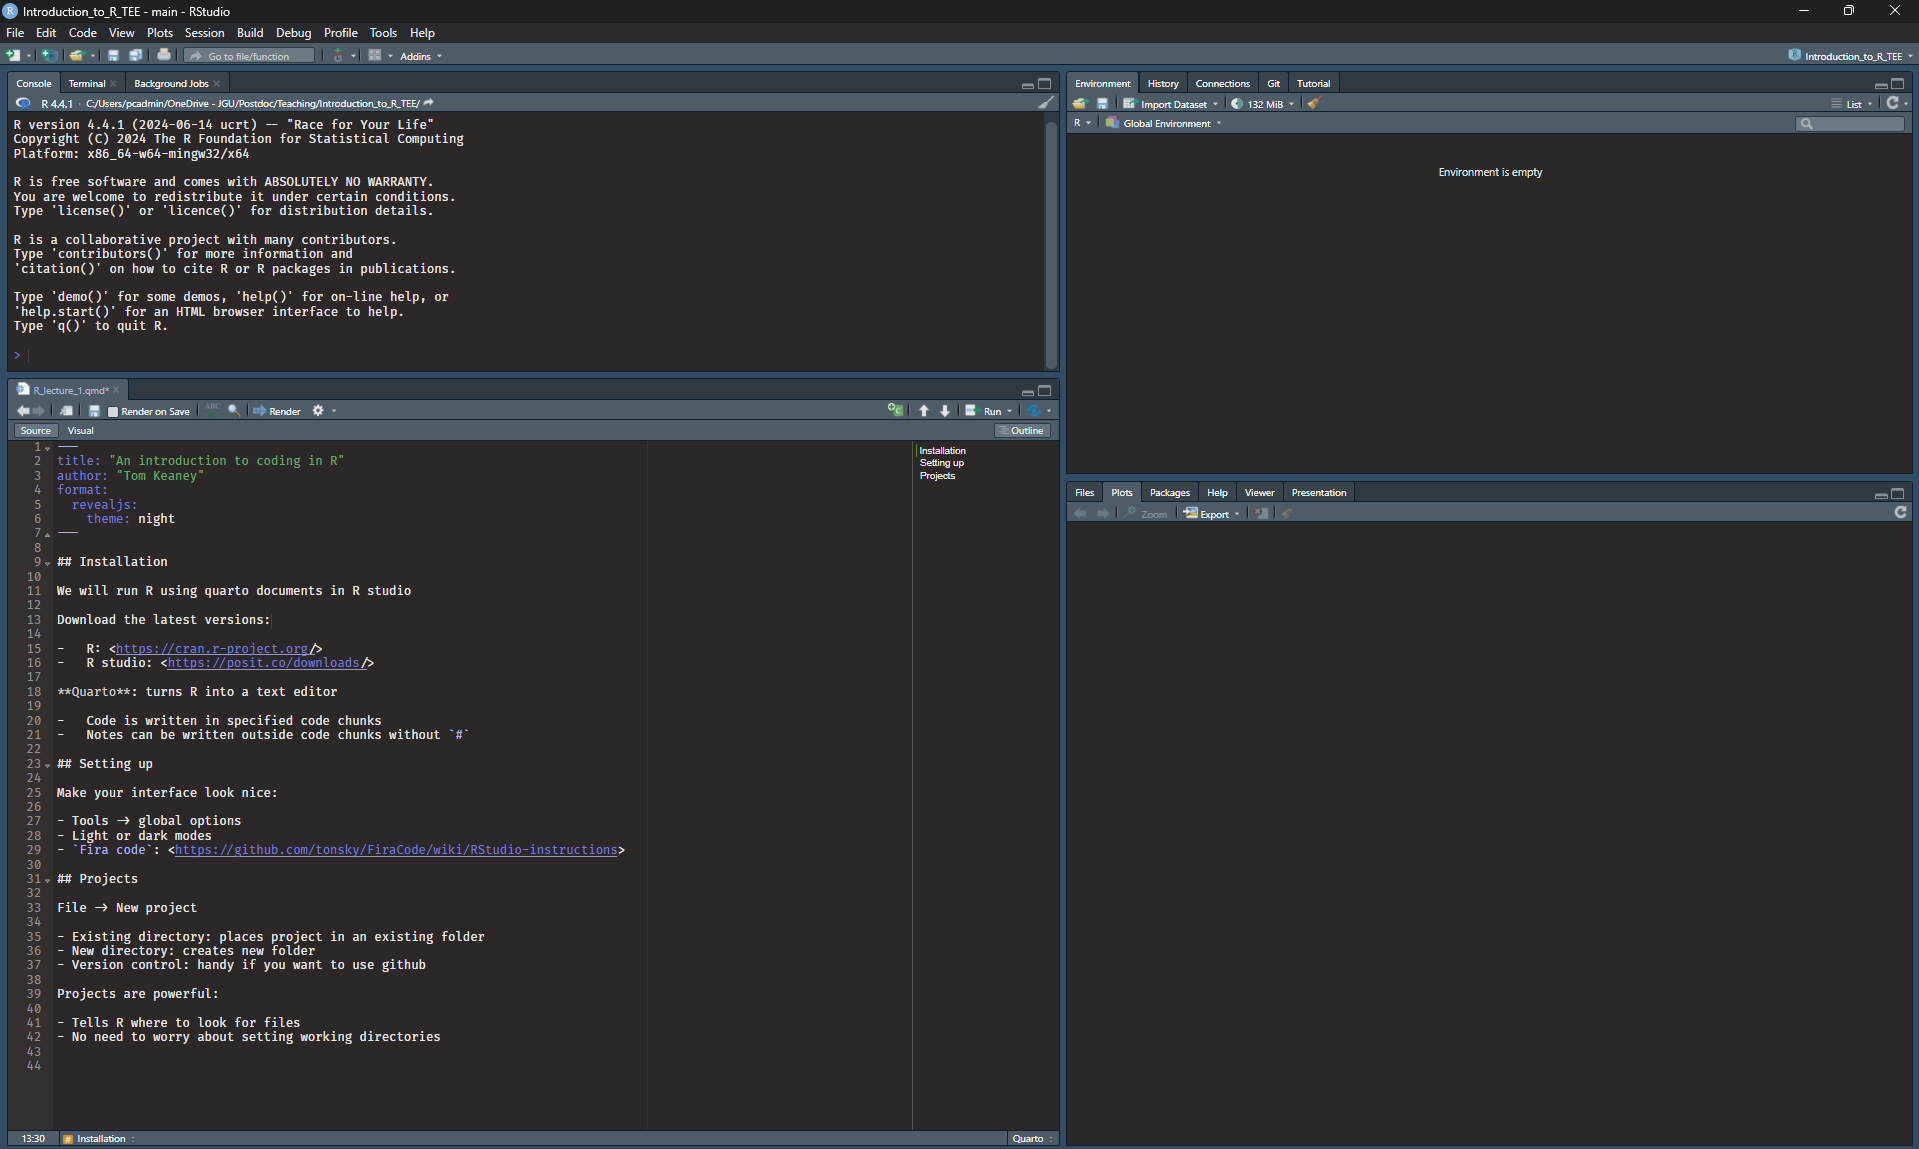 Introduction_to_R_TEE - main - RStudio
File Edit Code View Plots Session Build Debug Profile Tools Help
Go to file/function Addins Introduction_to_R_TEE
Console Terminal Background Jobs
R 4.4.1 · C:/Users/pcadmin/OneDrive - JGU/Postdoc/Teaching/Introduction_to_R_TEE/
R version 4.4.1 (2024-06-14 ucrt) -- "Race for Your Life"
Copyright (C) 2024 The R Foundation for Statistical Computing
Platform: x86_64-w64-mingw32/x64
R is free software and comes with ABSOLUTELY NO WARRANTY.
You are welcome to redistribute it under certain conditions.
Type 'license()' or 'licence()' for distribution details.
R is a collaborative project with many contributors.
Type 'contributors()' for more information and
'citation()' on how to cite R or R packages in publications.
Type 'demo()' for some demos, 'help()' for on-line help, or
'help.start()' for an HTML browser interface to help.
Type 'q()' to quit R.
>
R_lecture_1.qmd*
Render on Save ABC Render Run
Source Visual Outline
1 ---
2 title: "An introduction to coding in R"
3 author: "Tom Keaney"
4 format:
5 revealjs:
6 theme: night
7 ---
8
9 ## Installation
10
11 We will run R using quarto documents in R studio
12
13 Download the latest versions:
14
15 - R: <https://cran.r-project.org/>
16 - R studio: <https://posit.co/downloads/>
17
18 **Quarto**: turns R into a text editor
19
20 - Code is written in specified code chunks
21 - Notes can be written outside code chunks without `#`
22
23 ## Setting up
24
25 Make your interface look nice:
26
27 - Tools -> global options
28 - Light or dark modes
29 - `Fira code`: <https://github.com/tonsky/FiraCode/wiki/RStudio-instructions>
30
31 ## Projects
32
33 File -> New project
34
35 - Existing directory: places project in an existing folder
36 - New directory: creates new folder
37 - Version control: handy if you want to use github
38
39 Projects are powerful:
40
41 - Tells R where to look for files
42 - No need to worry about setting working directories
43
44
Installation
Setting up
Projects
13:30 # Installation Quarto
Environment History Connections Git Tutorial
Import Dataset 132 MiB List
R Global Environment
Environment is empty
Files Plots Packages Help Viewer Presentation
Zoom Export